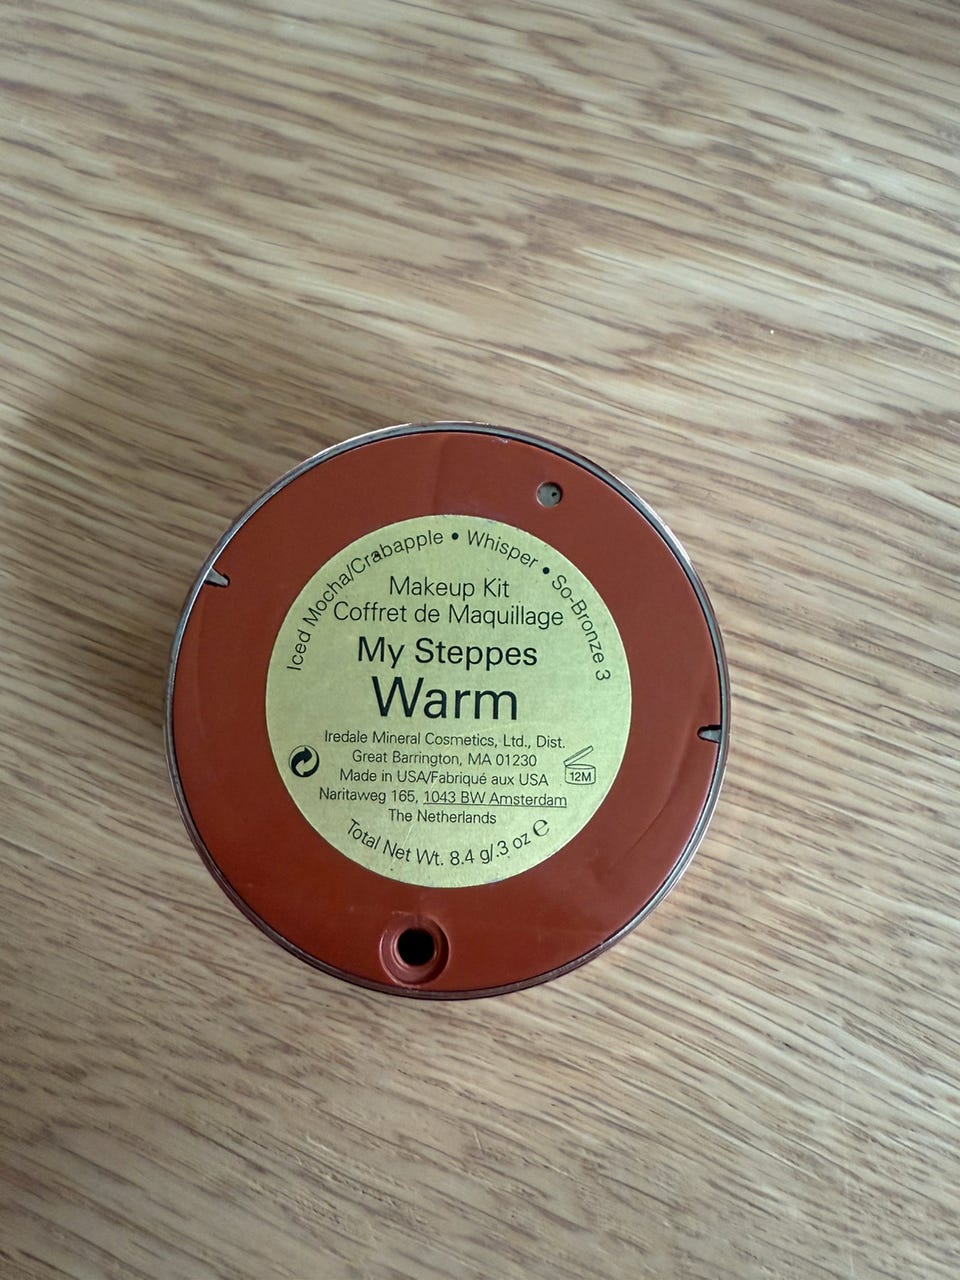 Iced Mocha/Crabapple • Whisper • So-Bronze 3
Makeup Kit
Coffret de Maquillage
My Steppes
Warm
Iredale Mineral Cosmetics, Ltd., Dist.
Great Barrington, MA 01230
Made in USA/Fabriqué aux USA
12M
Naritaweg 165, 1043 BW Amsterdam
The Netherlands
Total Net Wt. 8.4 g/.3 oz ℮